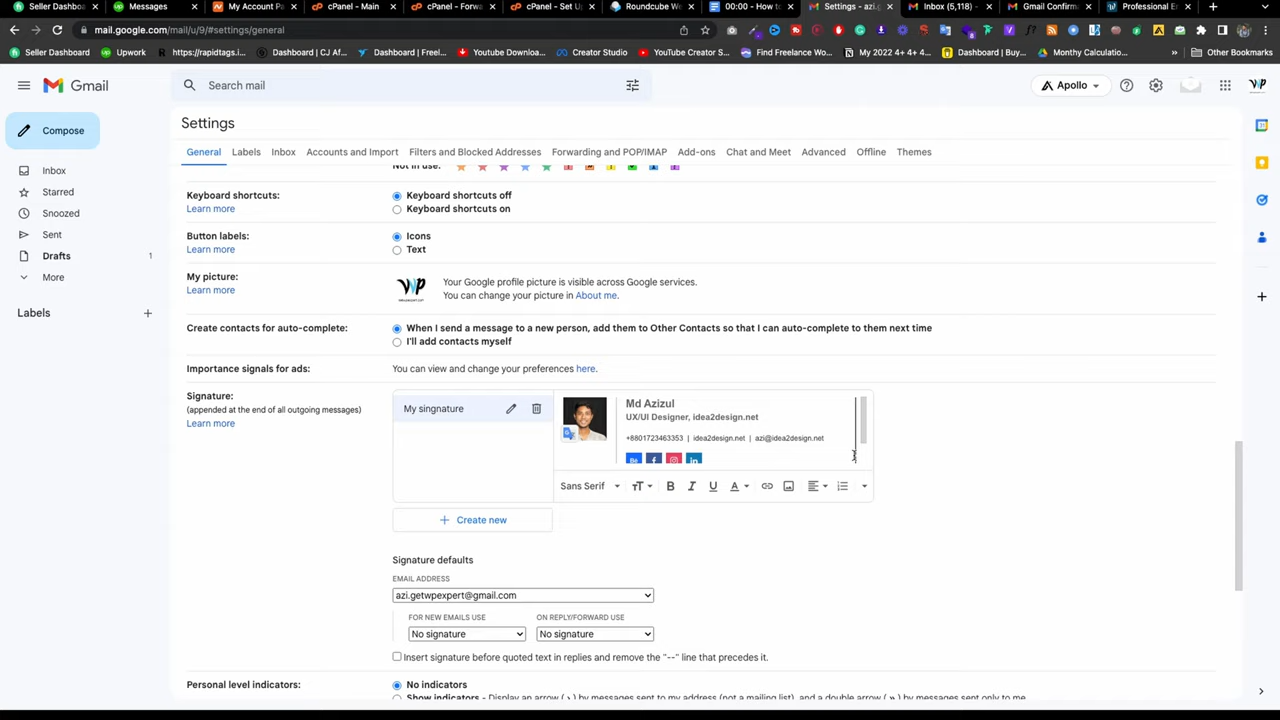 Seller Dashboard
Messages
My Account Pa
cPanel - Main
cPanel - Forw
cPanel - Set U
Roundcube We
00:00 - How to
Settings - azi.g
Inbox (5,118) -
Gmail Confirma
Professional Em
mail.google.com/mail/u/9/#settings/general
Seller Dashboard
Upwork
https://rapidtags.i...
Dashboard | CJ Af...
Dashboard | Freel...
Youtube Downloa...
Creator Studio
YouTube Creator S...
Find Freelance Wo...
My 2022 4+ 4+ 4...
Dashboard | Buy...
Monthy Calculatio...
Other Bookmarks
Gmail
Search mail
Apollo
Compose
Inbox
Starred
Snoozed
Sent
Drafts 1
More
Labels
Settings
General Labels Inbox Accounts and Import Filters and Blocked Addresses Forwarding and POP/IMAP Add-ons Chat and Meet Advanced Offline Themes
Not in use:
Keyboard shortcuts:
Learn more
Keyboard shortcuts off
Keyboard shortcuts on
Button labels:
Learn more
Icons
Text
My picture:
Learn more
Your Google profile picture is visible across Google services.
You can change your picture in About me.
Create contacts for auto-complete:
When I send a message to a new person, add them to Other Contacts so that I can auto-complete to them next time
I'll add contacts myself
Importance signals for ads:
You can view and change your preferences here.
Signature:
(appended at the end of all outgoing messages)
Learn more
My singnature
Md Azizul
UX/UI Designer, idea2design.net
+8801723463353 | idea2design.net | azi@idea2design.net
Sans Serif
Create new
Signature defaults
EMAIL ADDRESS
azi.getwpexpert@gmail.com
FOR NEW EMAILS USE
ON REPLY/FORWARD USE
No signature
No signature
Insert signature before quoted text in replies and remove the "--" line that precedes it.
Personal level indicators:
No indicators
Show indicators - Display an arrow ( › ) by messages sent to my address (not a mailing list), and a double arrow ( » ) by messages sent only to me.